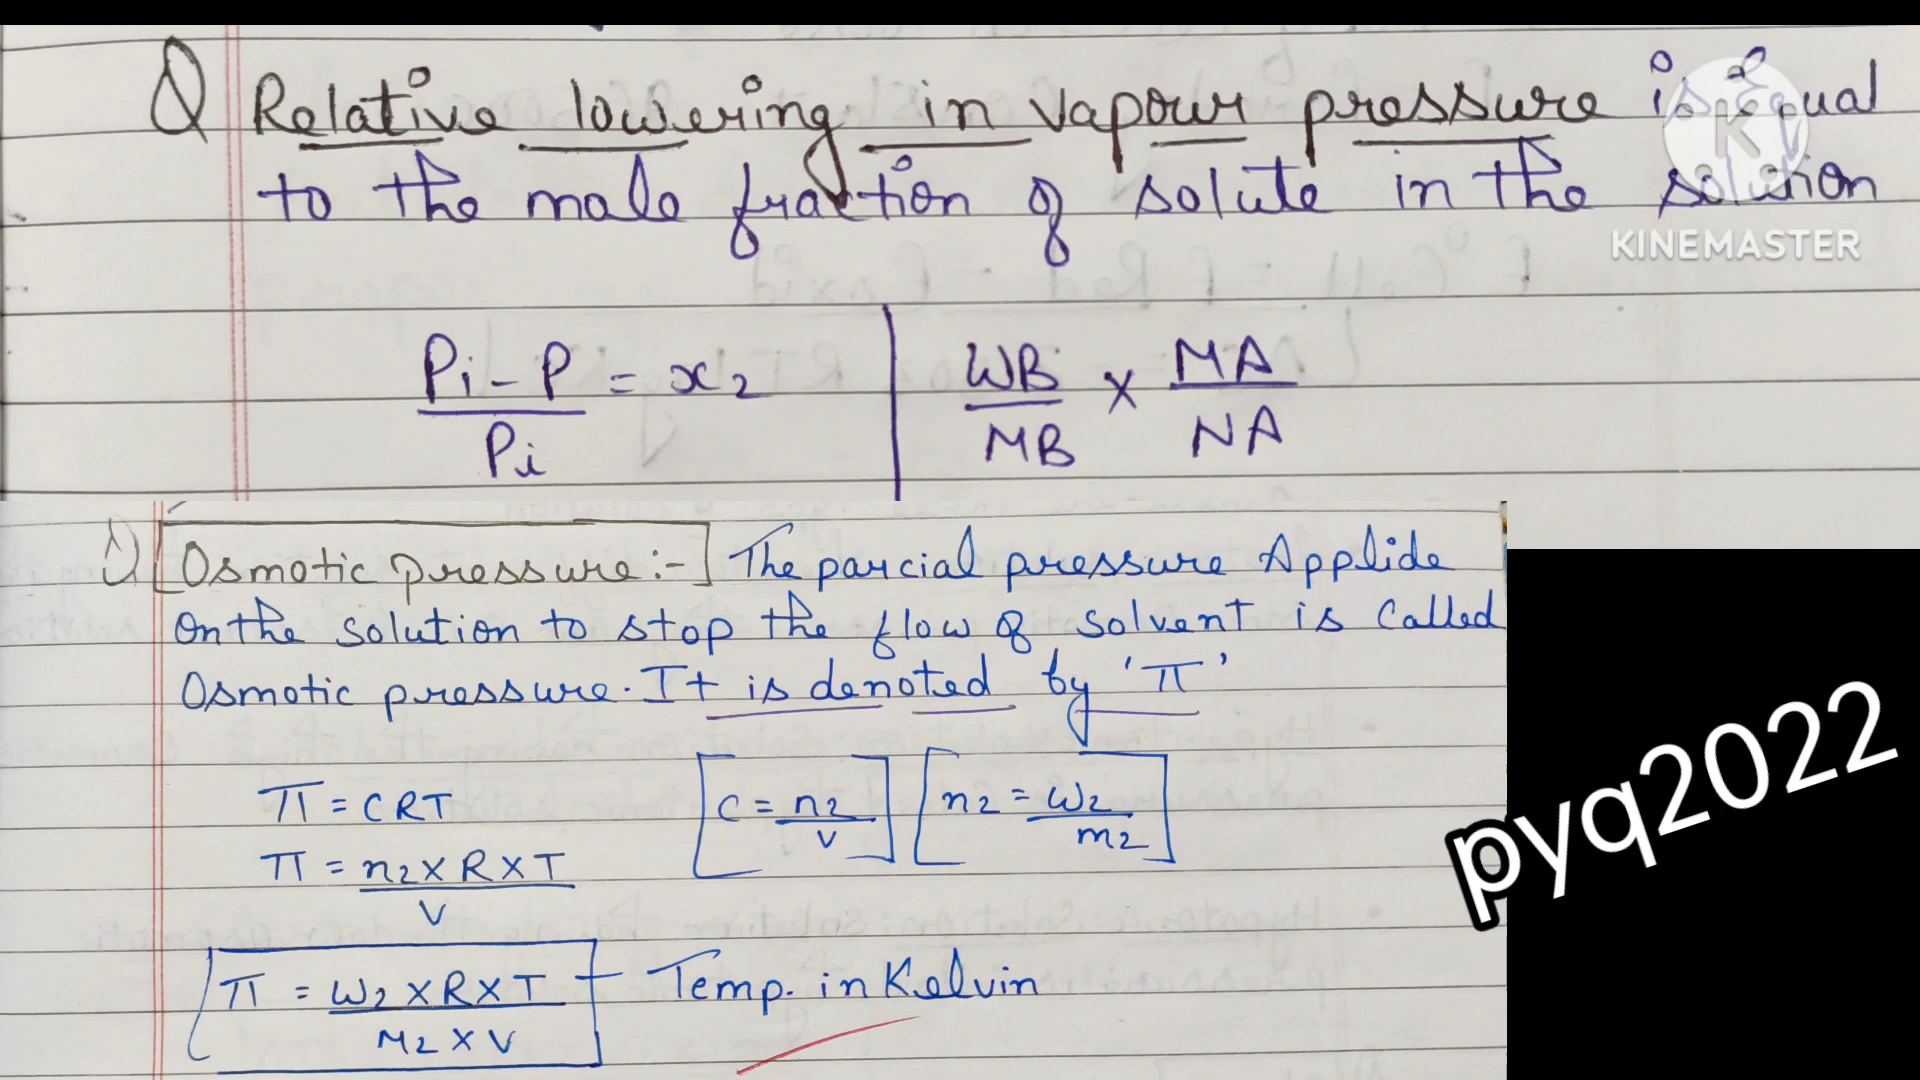 Q Relative lowering in vapour pressure is equal
to the mole fraction of solute in the solution
KINEMASTER
Pi - P / Pi = x2 | WB / MB × MA / NA
1) Osmotic pressure :- The parcial pressure Applide
on the solution to stop the flow of solvent is called
Osmotic pressure. It is denoted by 'π'
π = CRT [C = n2 / V] [n2 = w2 / m2]
π = n2 × R × T / V
π = w2 × R × T / M2 × V Temp. in Kelvin
pyq2022